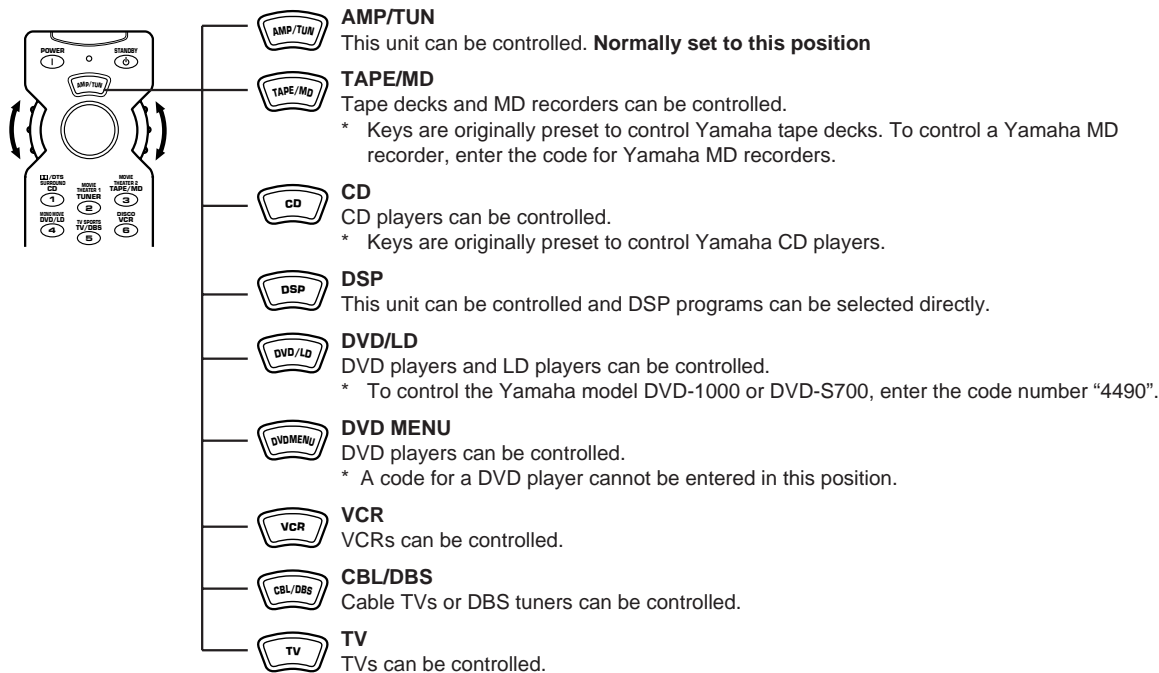 POWER
STANDBY
AMP/TUN
/DTS
SURROUND
CD
1
MOVIE
THEATER 1
TUNER
2
MOVIE
THEATER 2
TAPE/MD
3
MONO MOVIE
DVD/LD
4
TV SPORTS
TV/DBS
5
DISCO
VCR
6
AMP/TUN
AMP/TUN
This unit can be controlled. Normally set to this position
TAPE/MD
TAPE/MD
Tape decks and MD recorders can be controlled.
* Keys are originally preset to control Yamaha tape decks. To control a Yamaha MD
recorder, enter the code for Yamaha MD recorders.
CD
CD
CD players can be controlled.
* Keys are originally preset to control Yamaha CD players.
DSP
DSP
This unit can be controlled and DSP programs can be selected directly.
DVD/LD
DVD/LD
DVD players and LD players can be controlled.
* To control the Yamaha model DVD-1000 or DVD-S700, enter the code number “4490”.
DVDMENU
DVD MENU
DVD players can be controlled.
* A code for a DVD player cannot be entered in this position.
VCR
VCR
VCRs can be controlled.
CBL/DBS
CBL/DBS
Cable TVs or DBS tuners can be controlled.
TV
TV
TVs can be controlled.